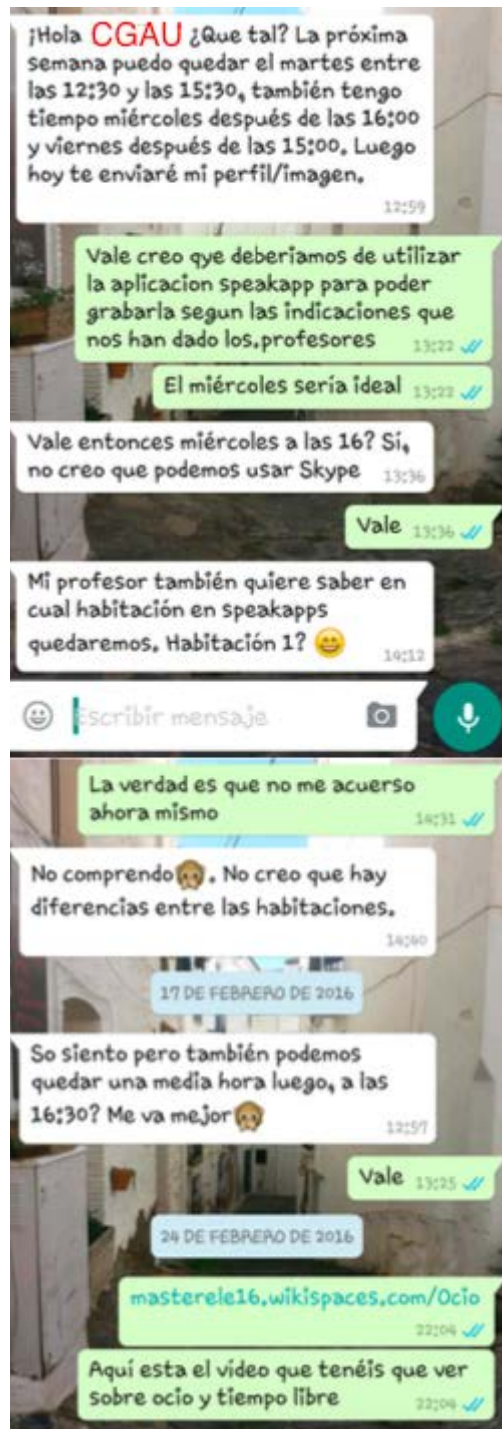 ¡Hola CGAU ¿Que tal? La próxima
semana puedo quedar el martes entre
las 12:30 y las 15:30, también tengo
tiempo miércoles después de las 16:00
y viernes después de las 15:00. Luego
hoy te enviaré mi perfil/imagen.
12:59
Vale creo qye deberiamos de utilizar
la aplicacion speakapp para poder
grabarla segun las indicaciones que
nos han dado los.profesores 13:22
El miércoles sería ideal 13:22
Vale entonces miércoles a las 16? Si,
no creo que podemos usar Skype 13:36
Vale 13:36
Mi profesor también quiere saber en
cual habitación en speakapps
quedaremos. Habitación 1? 😄
14:12
Escribir mensaje
La verdad es que no me acuerso
ahora mismo 14:31
No comprendo🙊. No creo que hay
diferencias entre las habitaciones.
14:40
17 DE FEBRERO DE 2016
So siento pero también podemos
quedar una media hora luego, a las
16:30? Me va mejor🙊
12:57
Vale 13:25
24 DE FEBRERO DE 2016
masterele16.wikispaces.com/Ocio
22:04
Aquí esta el video que tenéis que ver
sobre ocio y tiempo libre 22:04